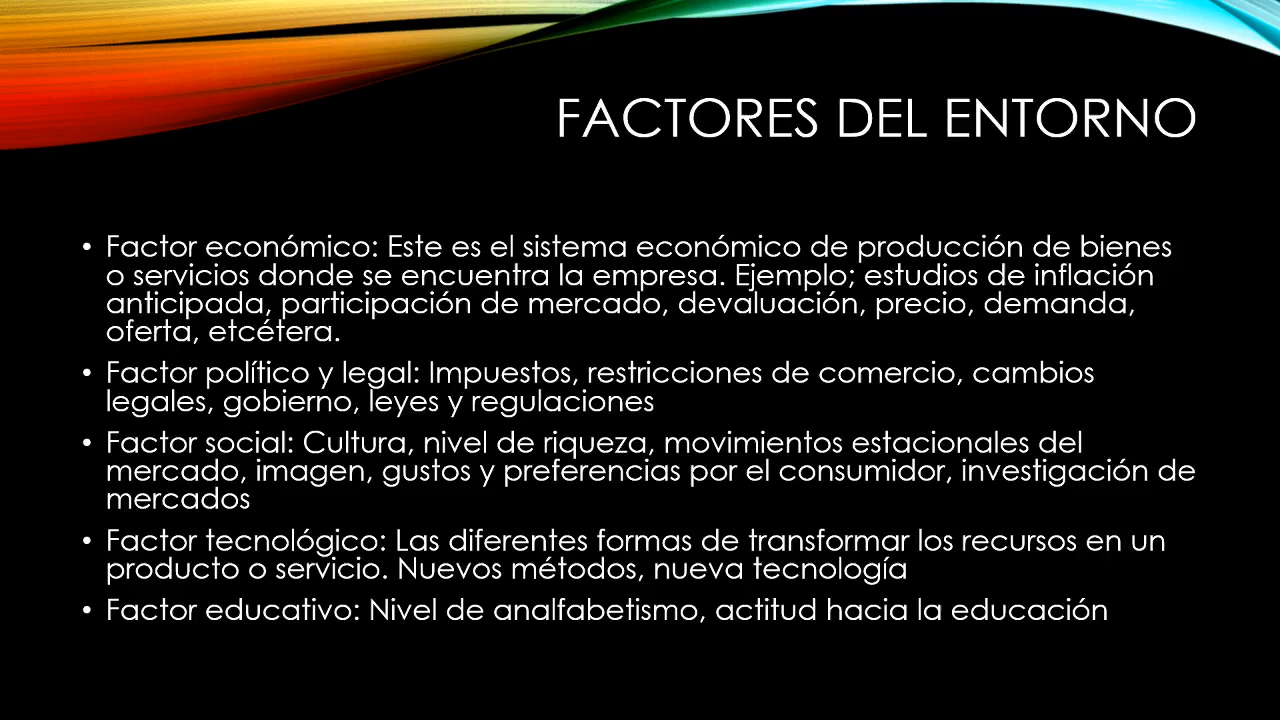 FACTORES DEL ENTORNO
• Factor económico: Este es el sistema económico de producción de bienes
o servicios donde se encuentra la empresa. Ejemplo; estudios de inflación
anticipada, participación de mercado, devaluación, precio, demanda,
oferta, etcétera.
• Factor político y legal: Impuestos, restricciones de comercio, cambios
legales, gobierno, leyes y regulaciones
• Factor social: Cultura, nivel de riqueza, movimientos estacionales del
mercado, imagen, gustos y preferencias por el consumidor, investigación de
mercados
• Factor tecnológico: Las diferentes formas de transformar los recursos en un
producto o servicio. Nuevos métodos, nueva tecnología
• Factor educativo: Nivel de analfabetismo, actitud hacia la educación